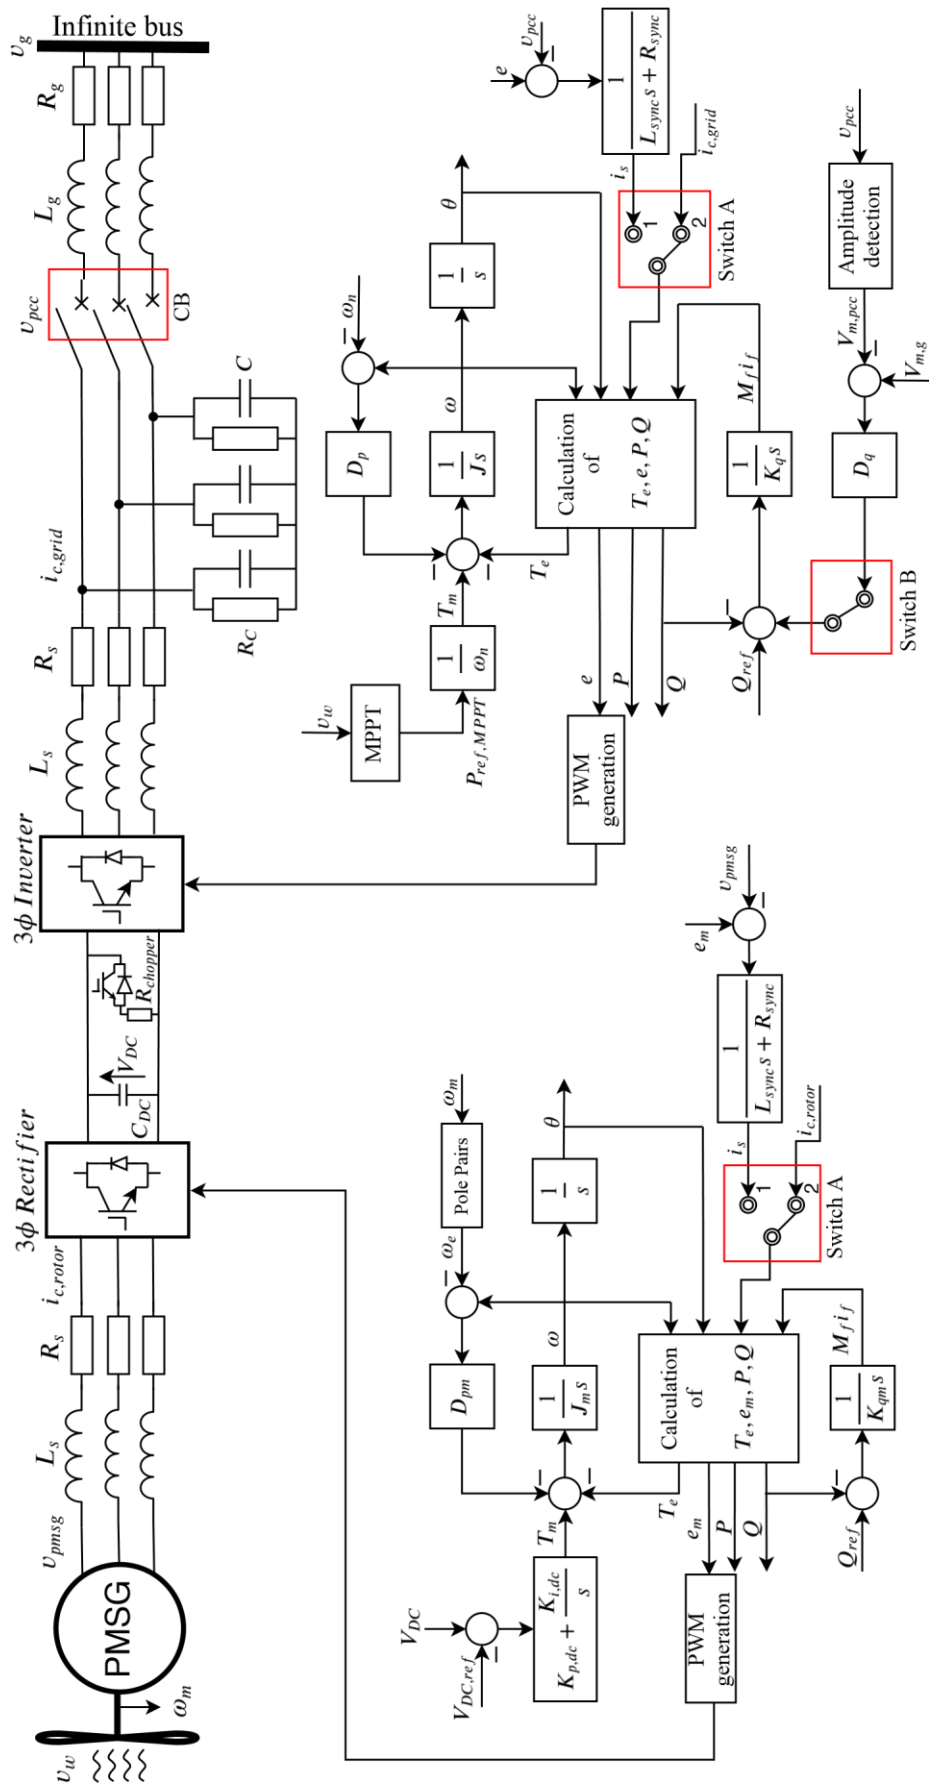 v_w
ω_m
PMSG
v_pmsg
L_s
R_s
i_c,rotor
3ϕ Rectifier
C_DC
V_DC
R_chopper
3ϕ Inverter
L_s
R_s
i_c,grid
R_C
C
v_pcc
CB
L_g
R_g
v_g
Infinite bus
V_DC
V_DC,ref
−
K_p,dc + K_i,dc / s
T_m
−
−
T_e
D_pm
1 / J_m s
ω
−
ω_e
Pole Pairs
ω_m
1 / s
θ
Calculation
of
T_e, e_m, P, Q
e_m
P
Q
PWM
generation
Q_ref
−
1 / K_qm s
M_f i_f
Switch A
1
2
i_s
i_c,rotor
1 / L_sync s + R_sync
e_m
v_pmsg
−
v_w
MPPT
P_ref,MPPT
1 / ω_n
T_m
−
−
T_e
D_p
1 / Js
ω
−
ω_n
1 / s
θ
Calculation
of
T_e, e, P, Q
e
P
Q
PWM
generation
Q_ref
−
1 / K_q s
M_f i_f
Switch A
1
2
i_s
i_c,grid
1 / L_sync s + R_sync
e
v_pcc
−
Switch B
D_q
V_m,pcc
−
V_m,g
Amplitude
detection
v_pcc